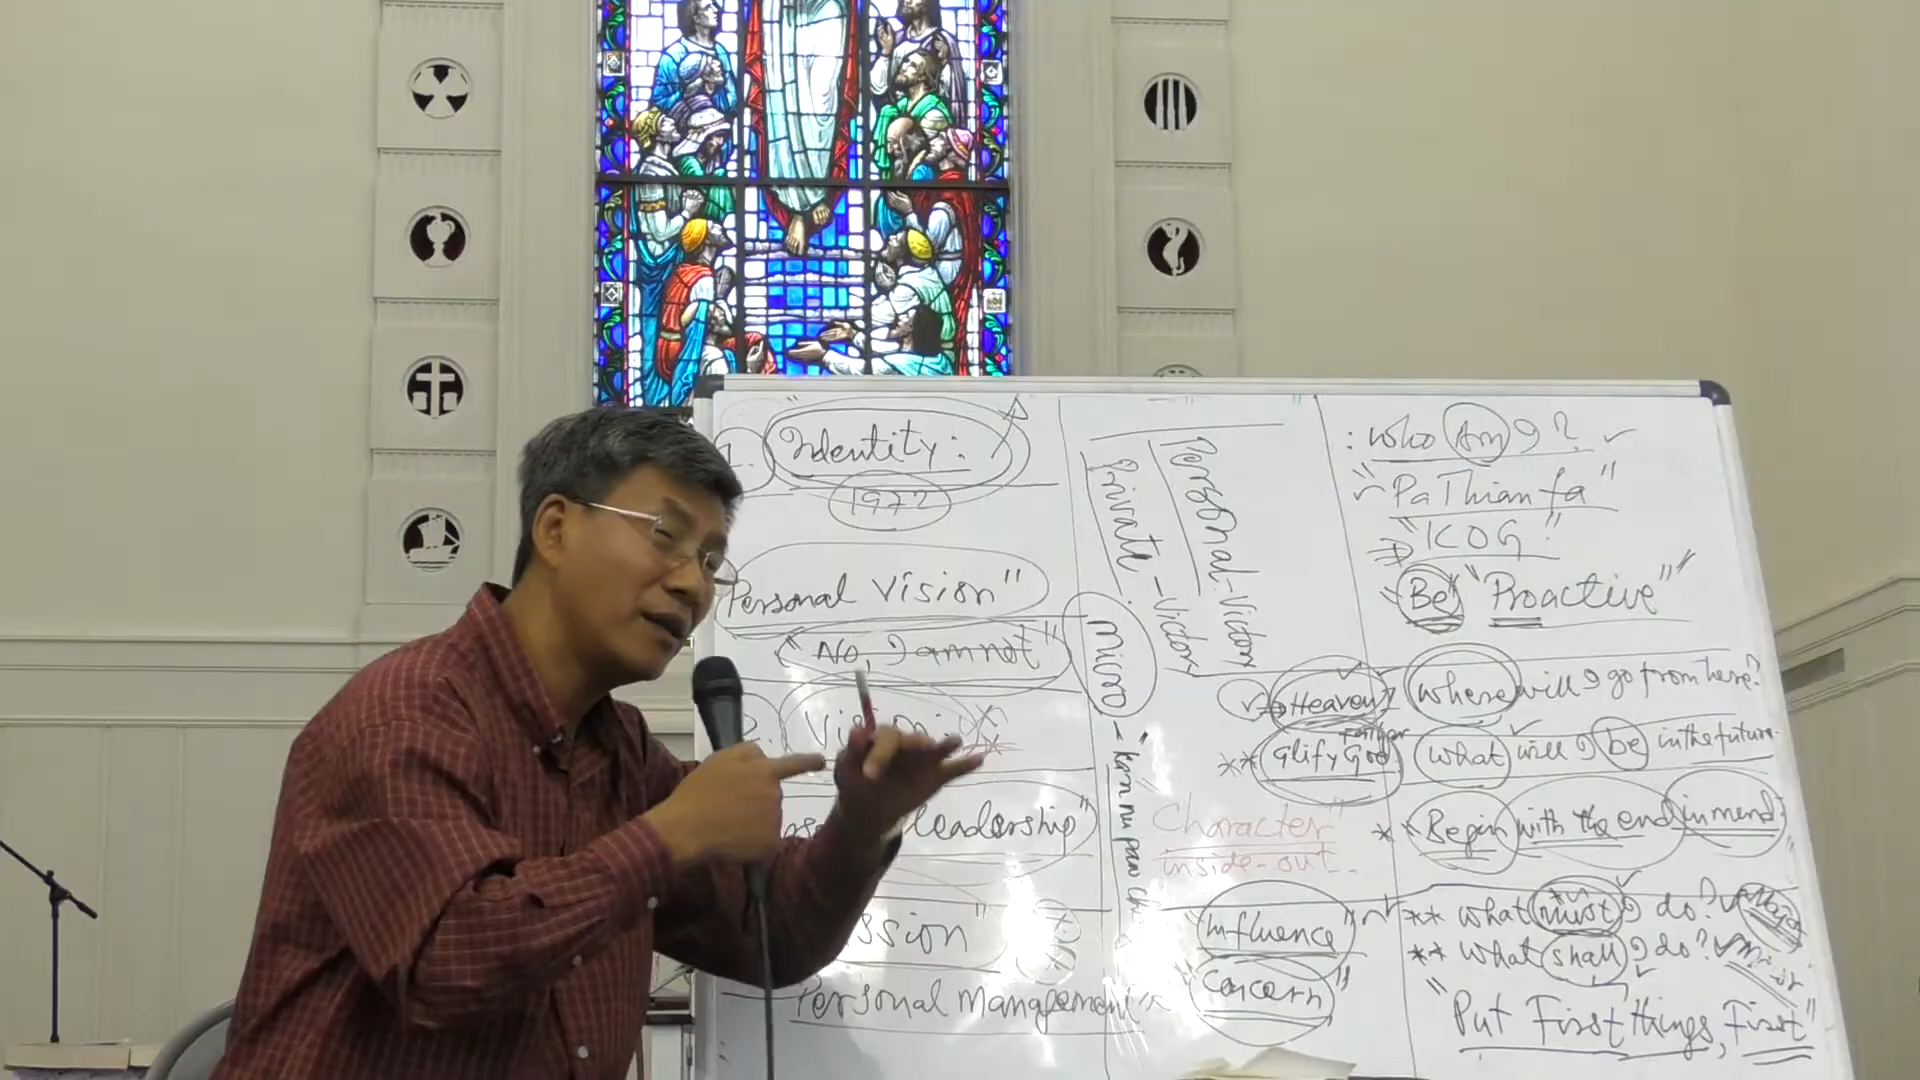 1. Identity:
1972
Personal Vision"
"No, I am not"
2. Vision:
leadership"
ssion"
Personal Management"
Personal-Victory
Private-Victory
Micro
Character"
inside-out
"Influence"
"Concern"
: Who Am I?
"PaThian fa"
"KOG"
Be "Proactive"
Heaven
Where will I go from here?
Father
** Glify God
What will I be in the future.
** Begin with the end in mend
** What must I do?
** What shall I do?
"Put First things, First"